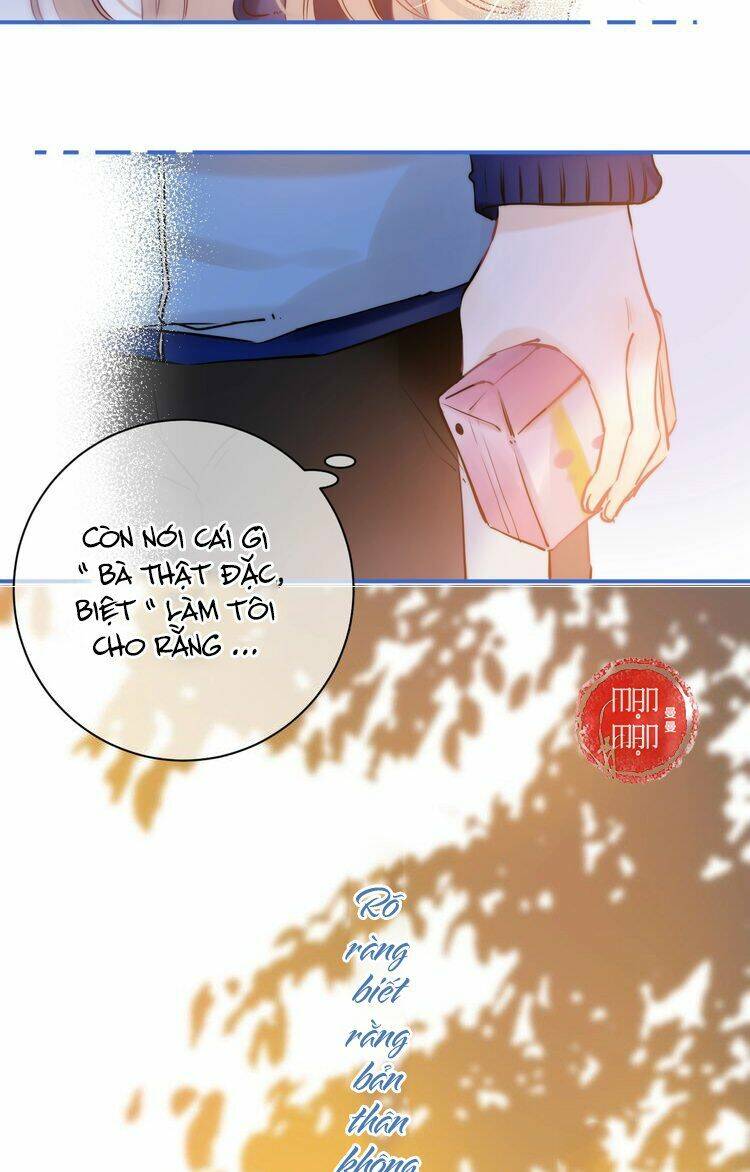 CÒN NÓI CÁI GÌ
" BÀ THẬT ĐẶC,
BIỆT " LÀM TÔI
CHO RẰNG ...
MẠN
MẠN
曼
曼
Rõ
ràng
biết
rằng
bản
thân
không